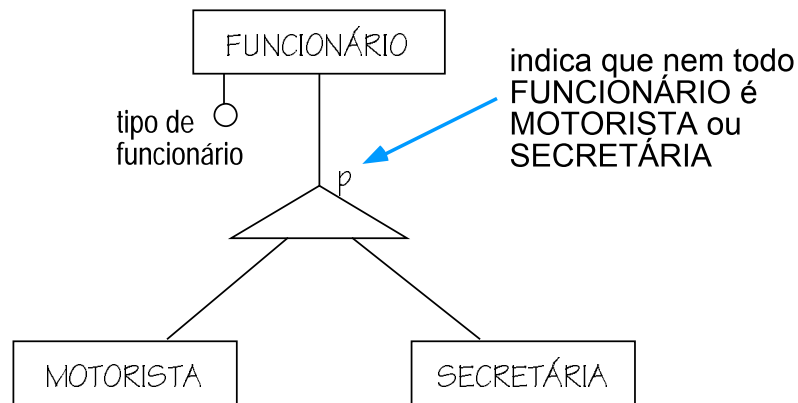 FUNCIONÁRIO
indica que nem todo
FUNCIONÁRIO é
MOTORISTA ou
SECRETÁRIA
tipo de
funcionário
p
MOTORISTA
SECRETÁRIA